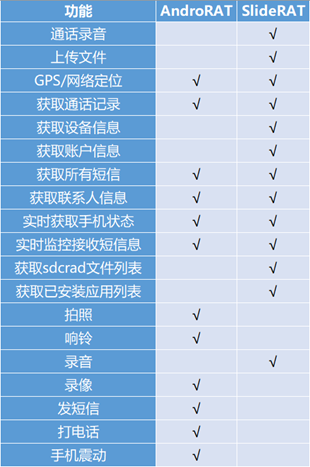 功能 AndroRAT SlideRAT
通话录音 √
上传文件 √
GPS/网络定位 √ √
获取通话记录 √ √
获取设备信息 √
获取账户信息 √
获取所有短信 √ √
获取联系人信息 √ √
实时获取手机状态 √ √
实时监控接收短信息 √ √
获取sdcrad文件列表 √
获取已安装应用列表 √
拍照 √
响铃 √
录音 √
录像 √
发短信 √
打电话 √
手机震动 √